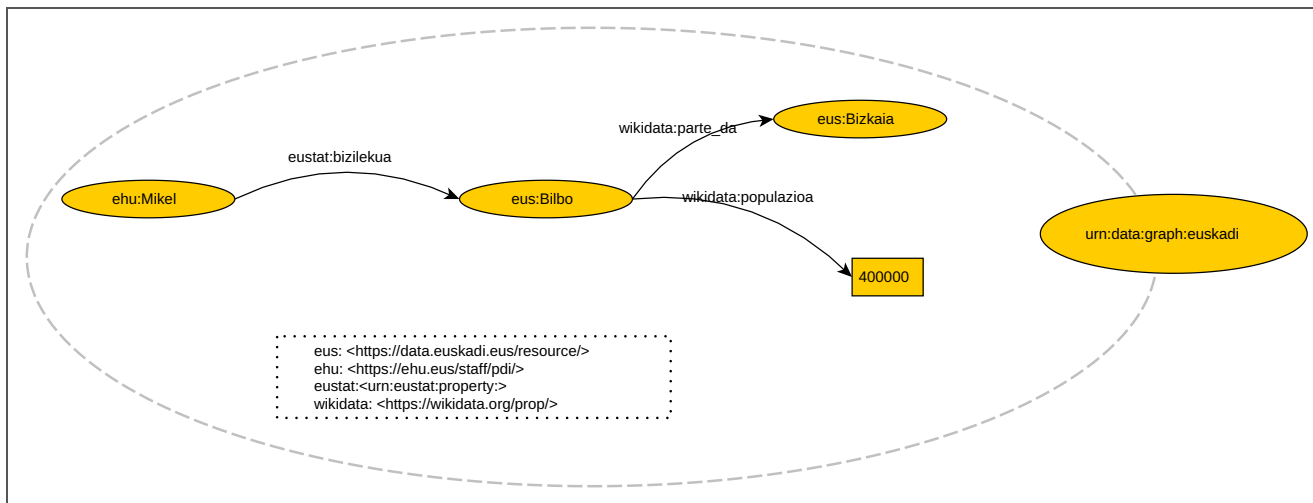 wikidata:parte_da
eus:Bizkaia
eustat:bizilekua
ehu:Mikel
eus:Bilbo
wikidata:populazioa
urn:data:graph:euskadi
400000
eus: <https://data.euskadi.eus/resource/>
ehu: <https://ehu.eus/staff/pdi/>
eustat:<urn:eustat:property:>
wikidata: <https://wikidata.org/prop/>